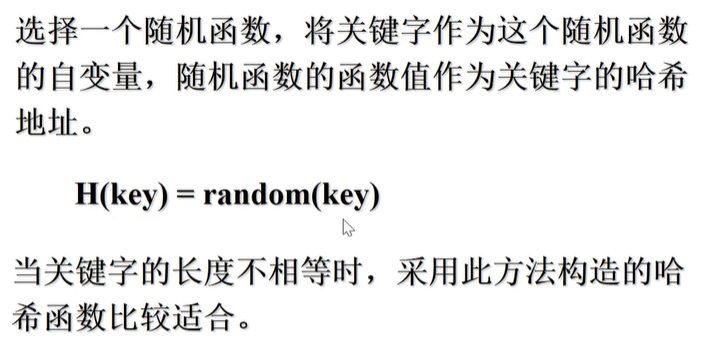 选择一个随机函数，将关键字作为这个随机函数
的自变量，随机函数的函数值作为关键字的哈希
地址。
H(key) = random(key)
当关键字的长度不相等时，采用此方法构造的哈
希函数比较适合。